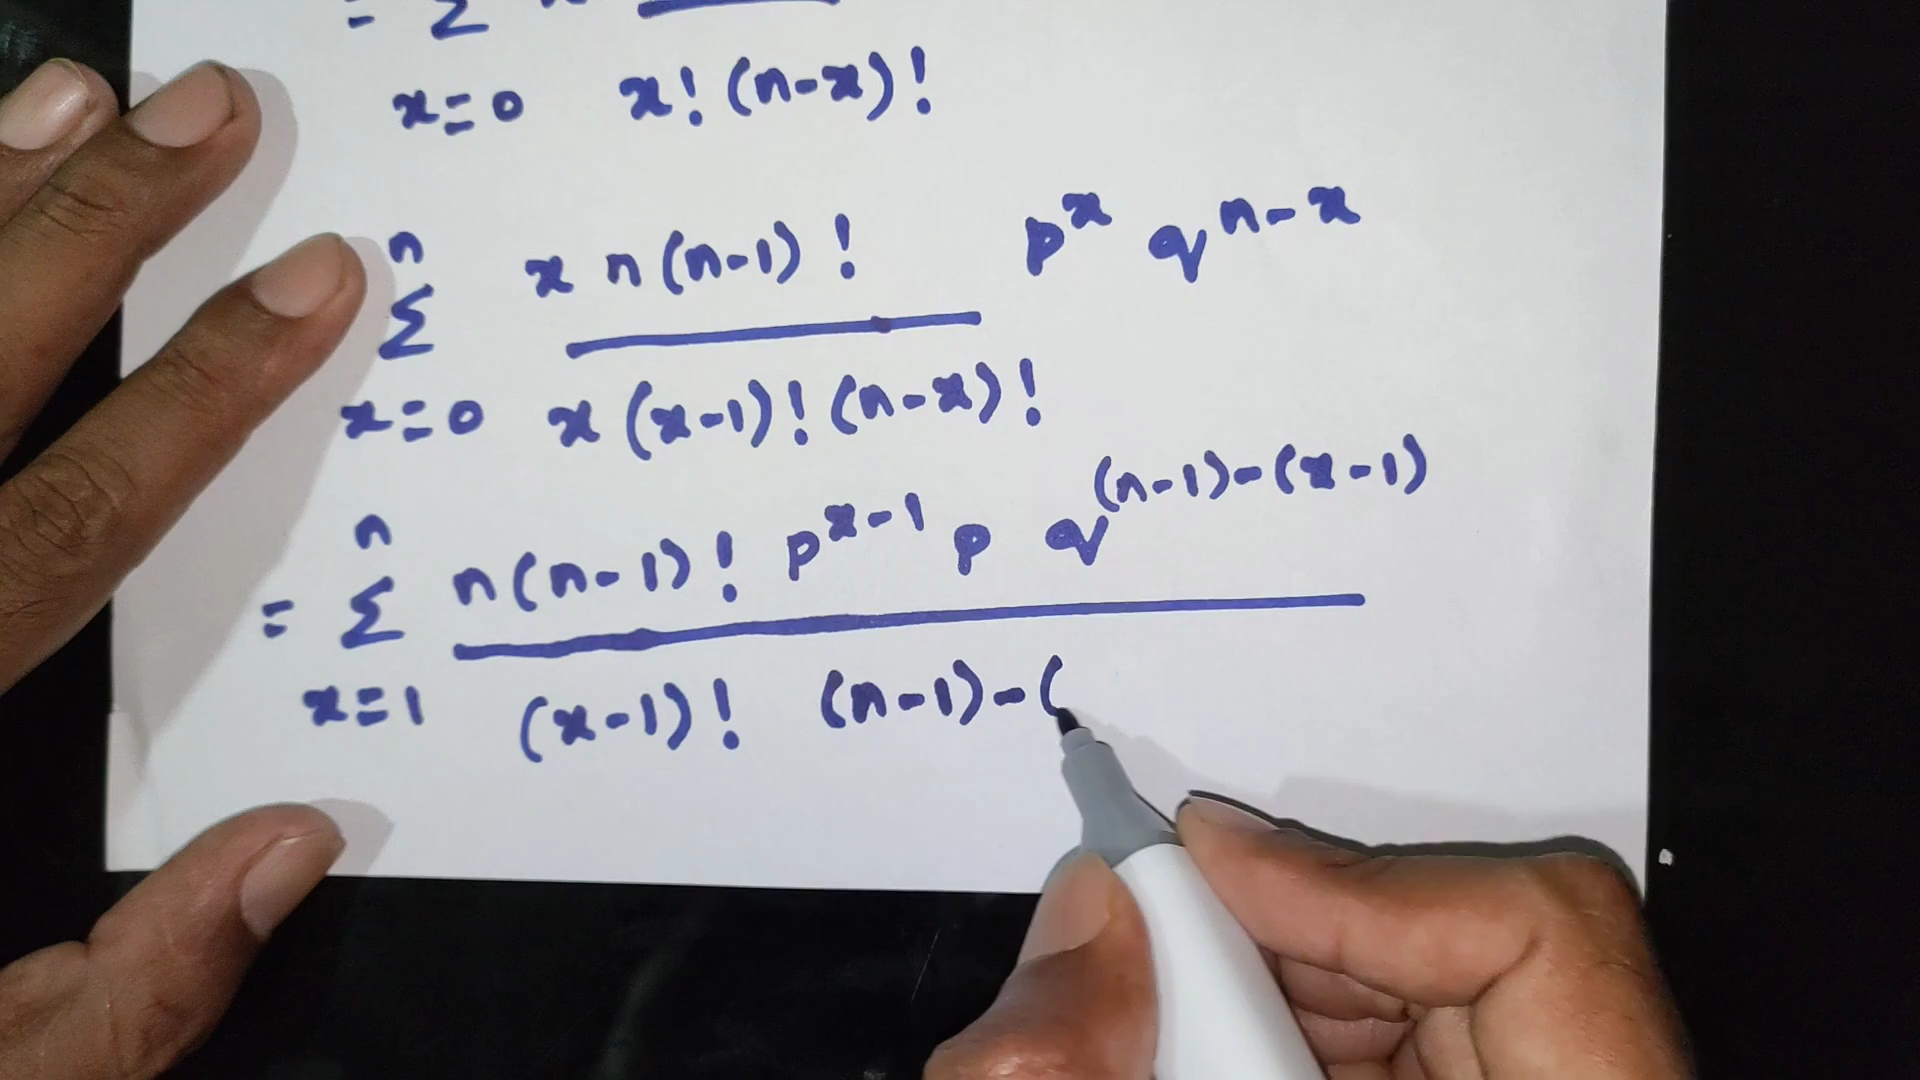 = Σ
x=0 x! (n-x)!
n x n (n-1) ! p^x q^n-x
Σ
x=0 x (x-1)! (n-x)!
n n(n-1)! p^x-1 p q^(n-1)-(x-1)
= Σ
x=1 (x-1)! (n-1)-(